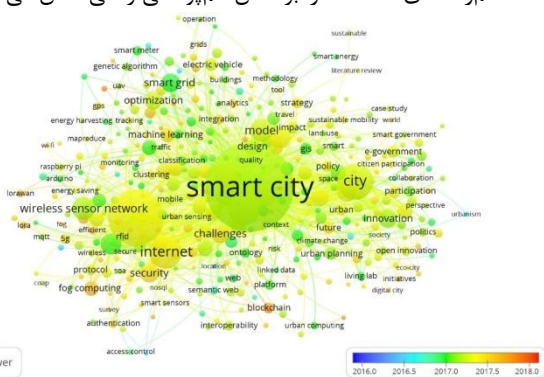 operation
sustainable
grids
smart meter
smart energy
genetic algorithm
electric vehicle
literature review
uav
smart grid
buildings
methodology
tool
optimization
analytics
strategy
gps
travel
case study
energy harvesting
tracking
integration
sustainable mobility
world
machine learning
model
impact
landuse
smart government
mapreduce
traffic
design
gis
smart
wi-fi
e-government
monitoring
classification
quality
policy
citizen participation
raspberry pi
clustering
space
collaboration
arduino
smart city
city
energy saving
participation
lorawan
mobile
perspective
wireless sensor network
urban sensing
urban
innovation
urbanism
lora
fog
efficient
context
future
politics
mqtt
5g
rfid
challenges
society
climate change
wireless
secure
internet
ontology
risk
urban planning
open innovation
protocol
soa
security
location
linked data
eco-city
coap
fog computing
nosql
web
living lab
initiatives
semantic web
platform
digital city
survey
smart sensors
blockchain
authentication
interoperability
urban computing
access control
wer
2016.0 2016.5 2017.0 2017.5 2018.0